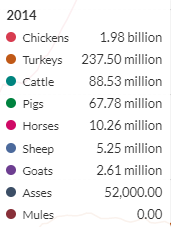 2014
Chickens 1.98 billion
Turkeys 237.50 million
Cattle 88.53 million
Pigs 67.78 million
Horses 10.26 million
Sheep 5.25 million
Goats 2.61 million
Asses 52,000.00
Mules 0.00